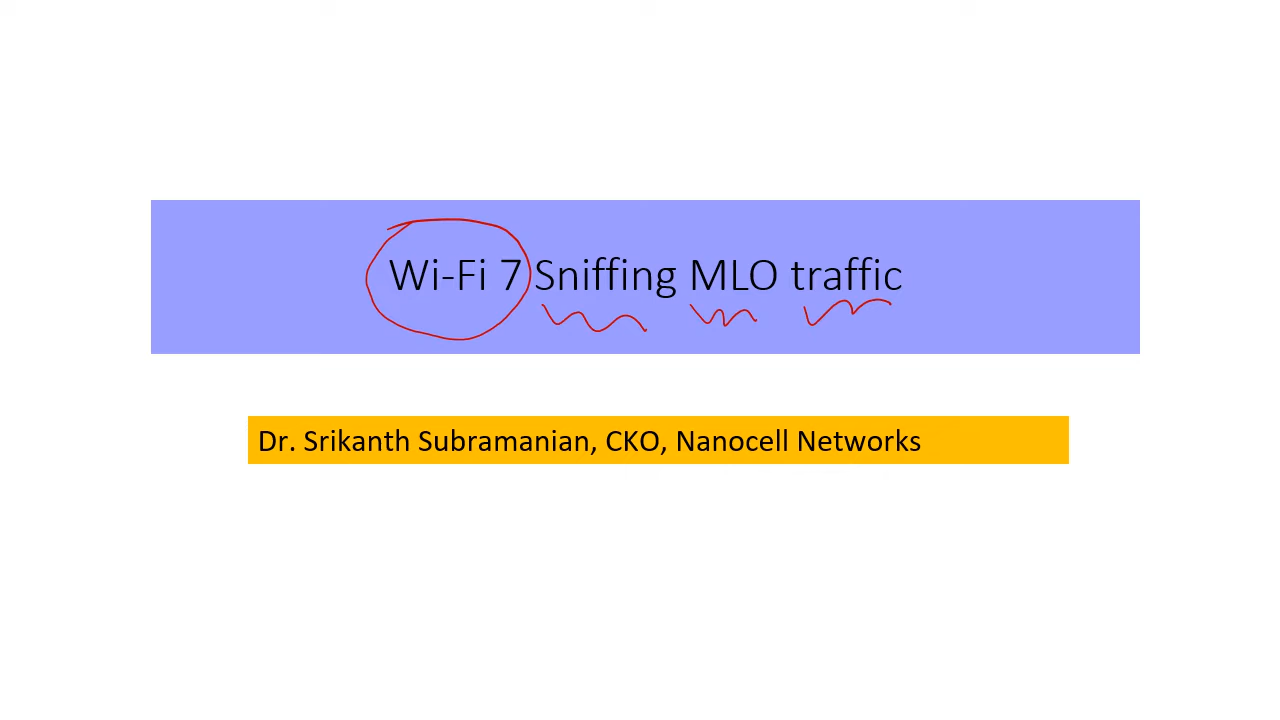 Wi-Fi 7 Sniffing MLO traffic
Dr. Srikanth Subramanian, CKO, Nanocell Networks